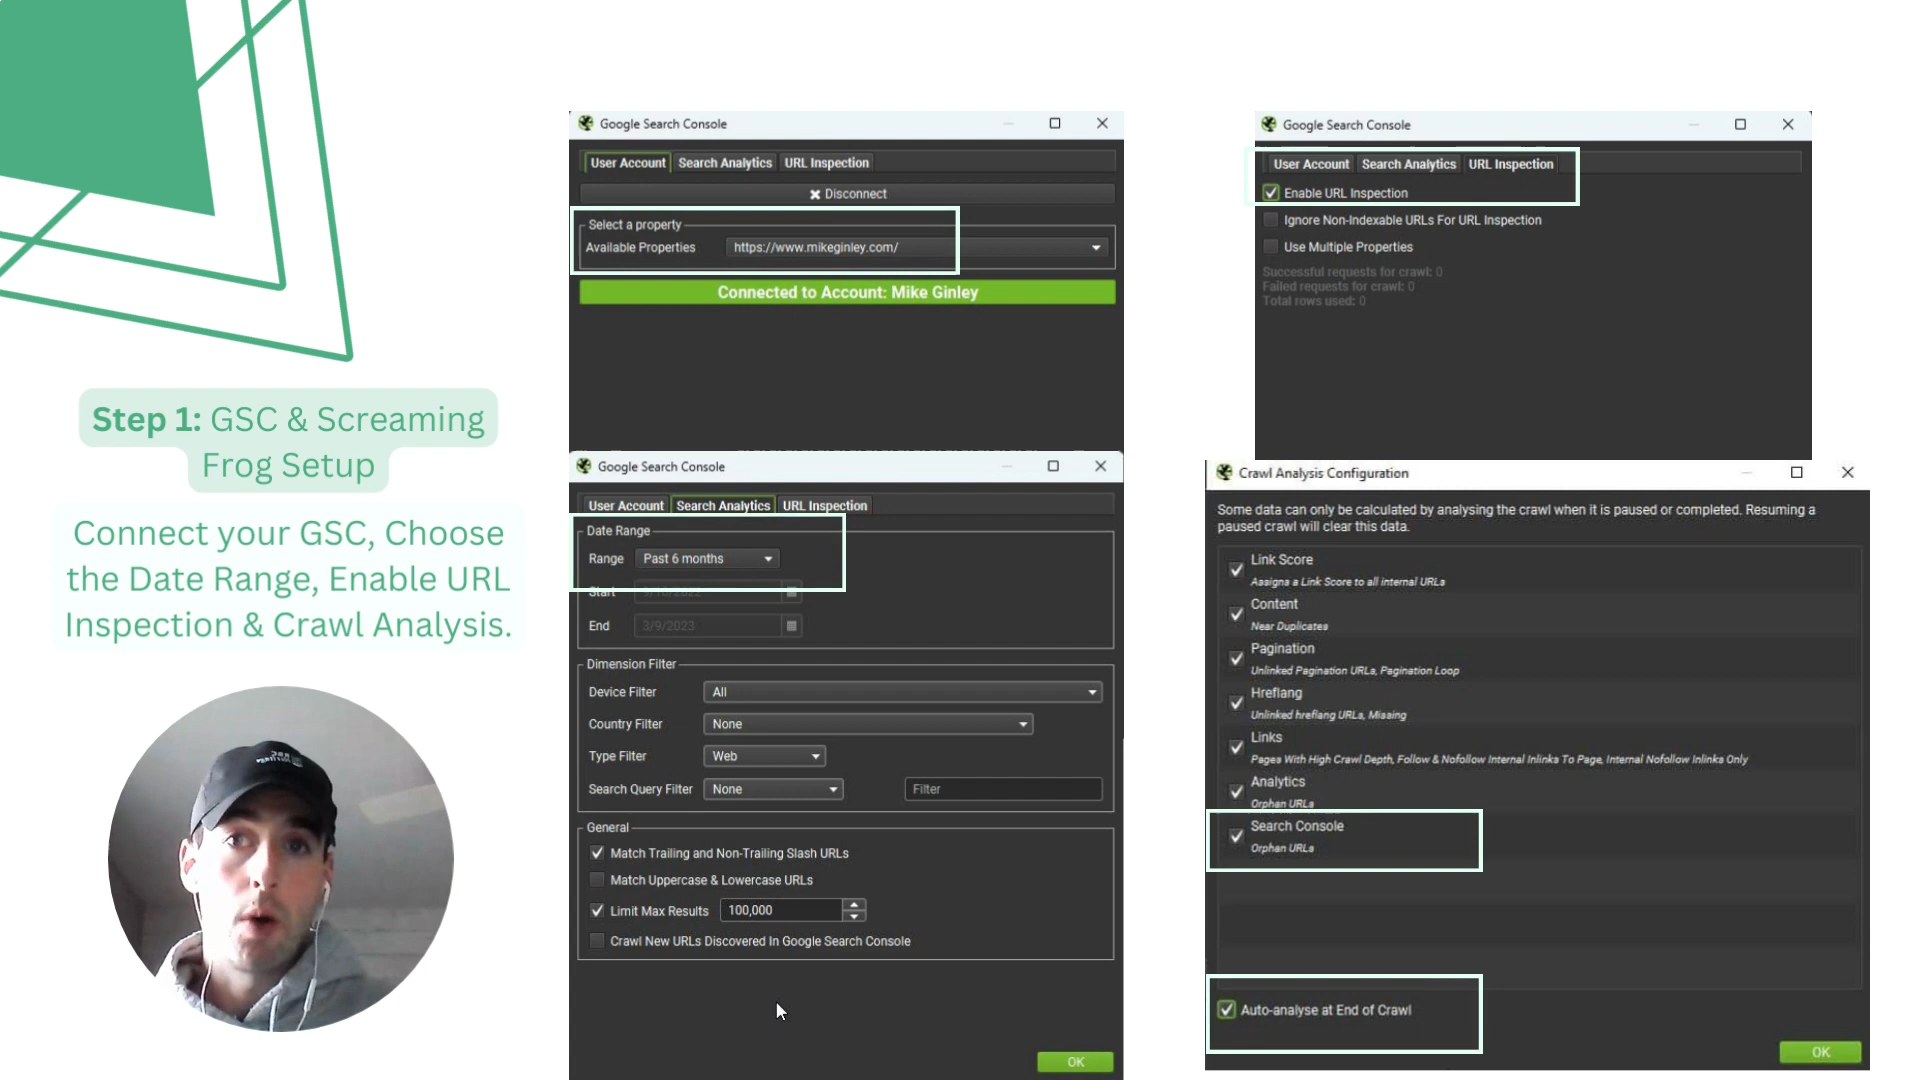 Step 1: GSC & Screaming
Frog Setup
Connect your GSC, Choose
the Date Range, Enable URL
Inspection & Crawl Analysis.
Google Search Console
User Account Search Analytics URL Inspection
✖ Disconnect
Select a property
Available Properties https://www.mikeginley.com/
Connected to Account: Mike Ginley
Google Search Console
User Account Search Analytics URL Inspection
Date Range
Range Past 6 months
Start
End 3/9/2023
Dimension Filter
Device Filter All
Country Filter None
Type Filter Web
Search Query Filter None Filter
General
Match Trailing and Non-Trailing Slash URLs
Match Uppercase & Lowercase URLs
Limit Max Results 100,000
Crawl New URLs Discovered In Google Search Console
OK
Google Search Console
User Account Search Analytics URL Inspection
Enable URL Inspection
Ignore Non-Indexable URLs For URL Inspection
Use Multiple Properties
Successful requests for crawl: 0
Failed requests for crawl: 0
Total rows used: 0
Crawl Analysis Configuration
Some data can only be calculated by analysing the crawl when it is paused or completed. Resuming a
paused crawl will clear this data.
Link Score
Assigns a Link Score to all internal URLs
Content
Near Duplicates
Pagination
Unlinked Pagination URLs, Pagination Loop
Hreflang
Unlinked hreflang URLs, Missing
Links
Pages With High Crawl Depth, Follow & Nofollow Internal Inlinks To Page, Internal Nofollow Inlinks Only
Analytics
Orphan URLs
Search Console
Orphan URLs
Auto-analyse at End of Crawl
OK